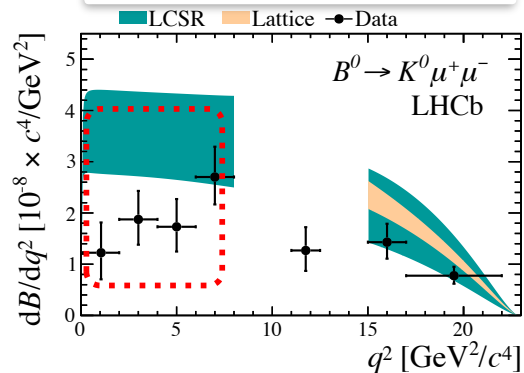 LCSR Lattice Data
B⁰→ K⁰μ⁺μ⁻
LHCb
dB/dq² [10⁻⁸ × c⁴/GeV²]
5
4
3
2
1
0
0 5 10 15 20
q² [GeV²/c⁴]